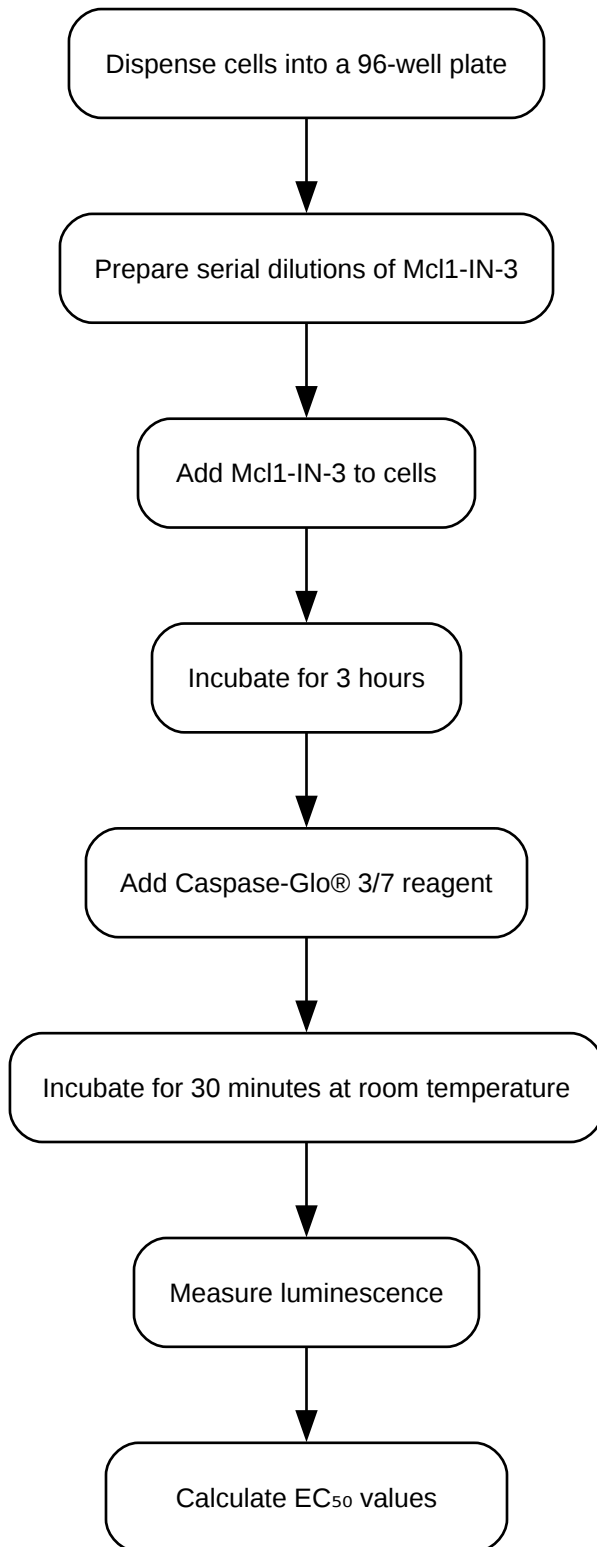 Dispense cells into a 96-well plate
Prepare serial dilutions of Mcl1-IN-3
Add Mcl1-IN-3 to cells
Incubate for 3 hours
Add Caspase-Glo® 3/7 reagent
Incubate for 30 minutes at room temperature
Measure luminescence
Calculate EC₅₀ values